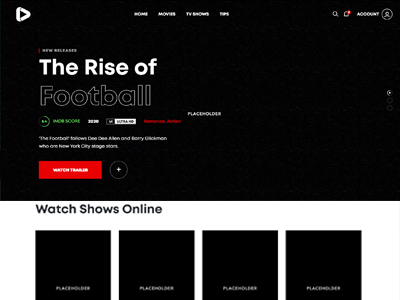 HOME MOVIES TV SHOWS TIPS ACCOUNT
NEW RELEASES
The Rise of
Football
PLACEHOLDER
IMDB SCORE 2020 ULTRA HD Romance, Action
'The Football' follows Dee Dee Allen and Barry Glickman
who are New York City stage stars.
WATCH TRAILER +
Watch Shows Online
PLACEHOLDER PLACEHOLDER PLACEHOLDER PLACEHOLDER